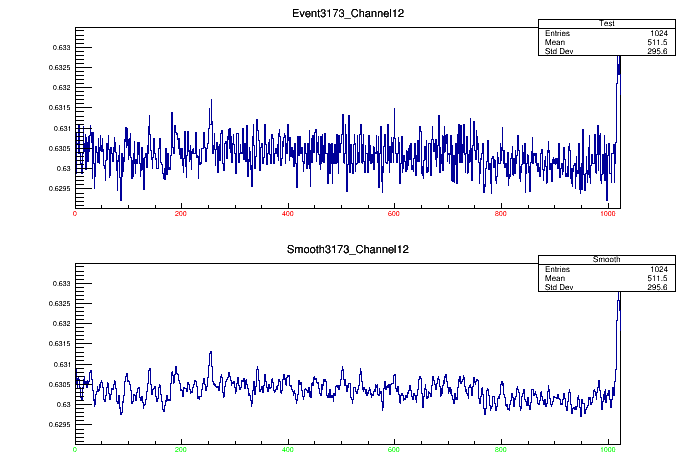 Event3173_Channel12
Test
Entries 1024
Mean 511.5
Std Dev 295.6
0.633
0.6325
0.632
0.6315
0.631
0.6305
0.63
0.6295
0 200 400 600 800 1000
Smooth3173_Channel12
Smooth
Entries 1024
Mean 511.5
Std Dev 295.6
0.633
0.6325
0.632
0.6315
0.631
0.6305
0.63
0.6295
0 200 400 600 800 1000